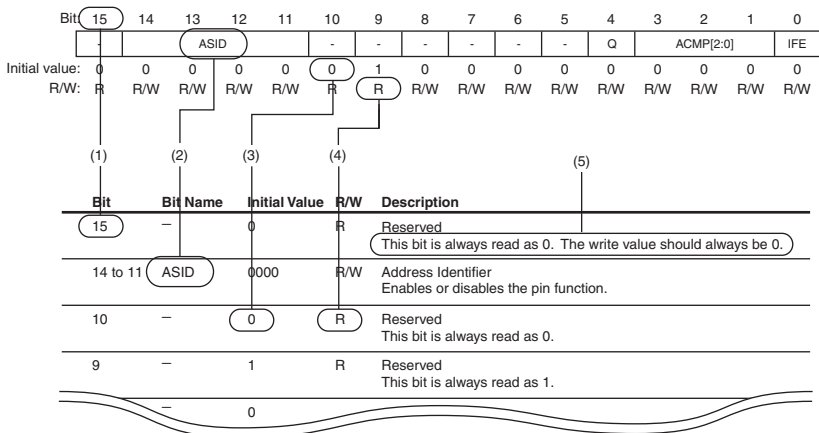 Bit: 15 14 13 12 11 10 9 8 7 6 5 4 3 2 1 0
- ASID - - - - - - Q ACMP[2:0] IFE
Initial value: 0 0 0 0 0 0 1 0 0 0 0 0 0 0 0 0
R/W: R R/W R/W R/W R/W R R R/W R/W R/W R/W R/W R/W R/W R/W R/W
(1) (2) (3) (4) (5)
Bit Bit Name Initial Value R/W Description
15 — 0 R Reserved
This bit is always read as 0. The write value should always be 0.
14 to 11 ASID 0000 R/W Address Identifier
Enables or disables the pin function.
10 — 0 R Reserved
This bit is always read as 0.
9 — 1 R Reserved
This bit is always read as 1.
— 0